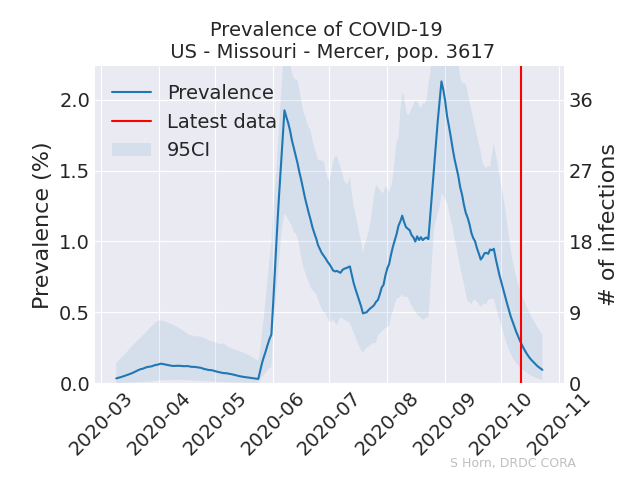 Prevalence of COVID-19
US - Missouri - Mercer, pop. 3617
Prevalence
Latest data
95CI
Prevalence (%)
2.0
1.5
1.0
0.5
0.0
# of infections
36
27
18
9
0
2020-03
2020-04
2020-05
2020-06
2020-07
2020-08
2020-09
2020-10
2020-11
S Horn, DRDC CORA